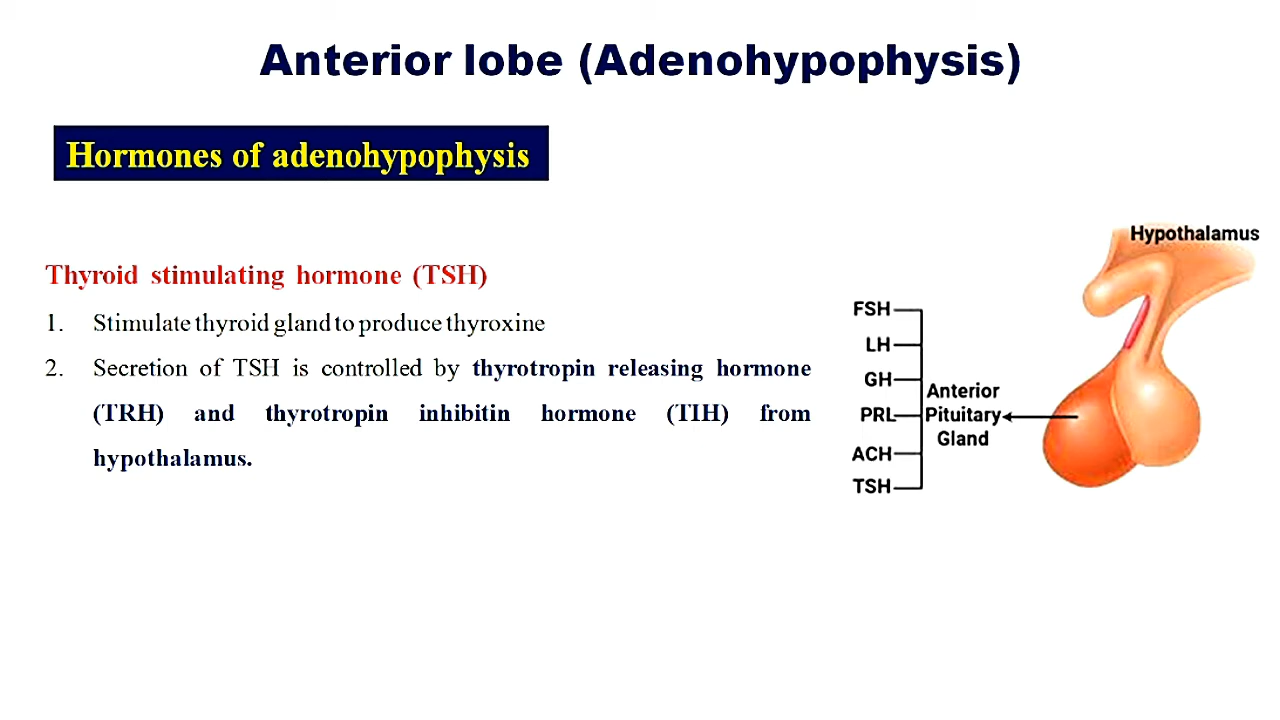 Anterior lobe (Adenohypophysis)
Hormones of adenohypophysis
Thyroid stimulating hormone (TSH)
1. Stimulate thyroid gland to produce thyroxine
2. Secretion of TSH is controlled by thyrotropin releasing hormone
(TRH) and thyrotropin inhibitin hormone (TIH) from
hypothalamus.
Hypothalamus
FSH
LH
GH
PRL
ACH
TSH
Anterior
Pituitary
Gland